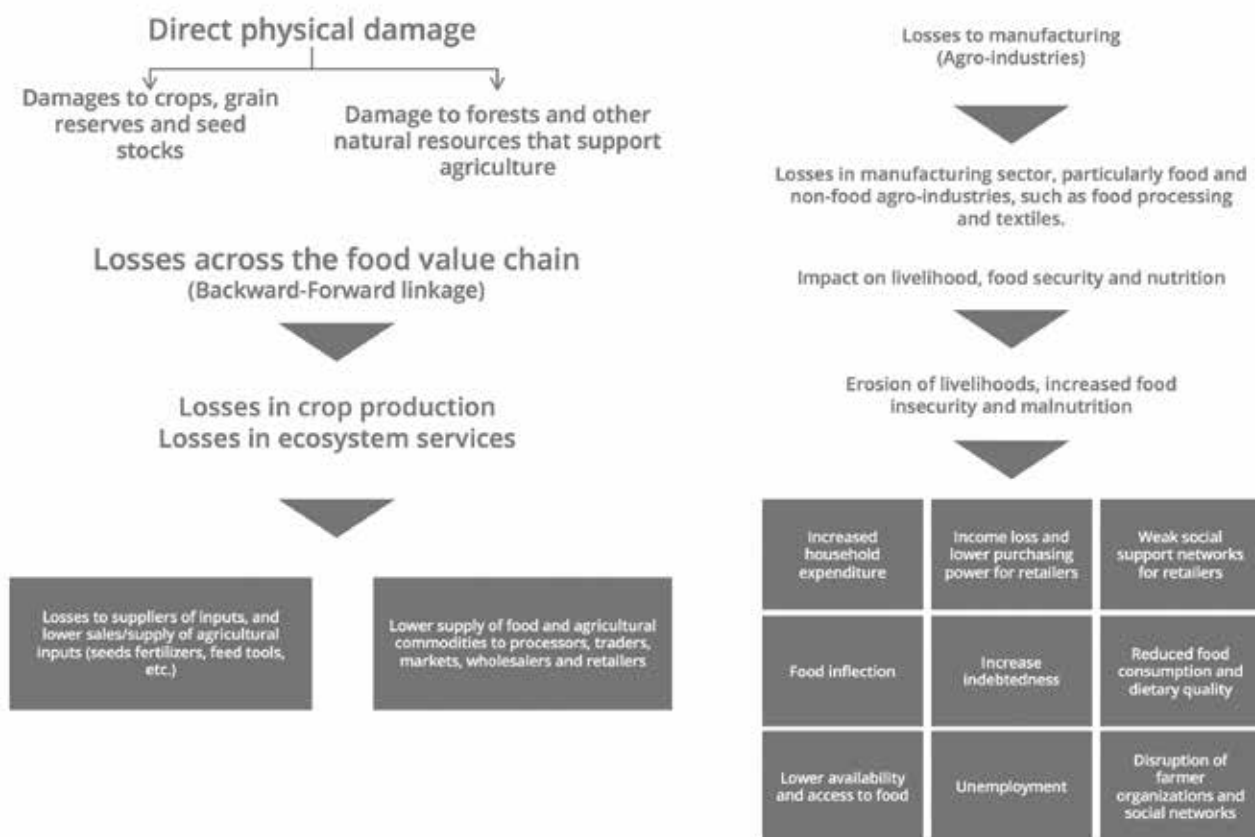 Direct physical damage
Damages to crops, grain
reserves and seed
stocks
Damage to forests and other
natural resources that support
agriculture
Losses across the food value chain
(Backward-Forward linkage)
Losses in crop production
Losses in ecosystem services
Losses to suppliers of inputs, and
lower sales/supply of agricultural
inputs (seeds fertilizers, feed tools,
etc.)
Lower supply of food and agricultural
commodities to processors, traders,
markets, wholesalers and retailers
Losses to manufacturing
(Agro-industries)
Losses in manufacturing sector, particularly food and
non-food agro-industries, such as food processing
and textiles.
Impact on livelihood, food security and nutrition
Erosion of livelihoods, increased food
insecurity and malnutrition
Increased
household
expenditure
Income loss and
lower purchasing
power for retailers
Weak social
support networks
for retailers
Food inflection
Increase
indebtedness
Reduced food
consumption and
dietary quality
Lower availability
and access to food
Unemployment
Disruption of
farmer
organizations and
social networks